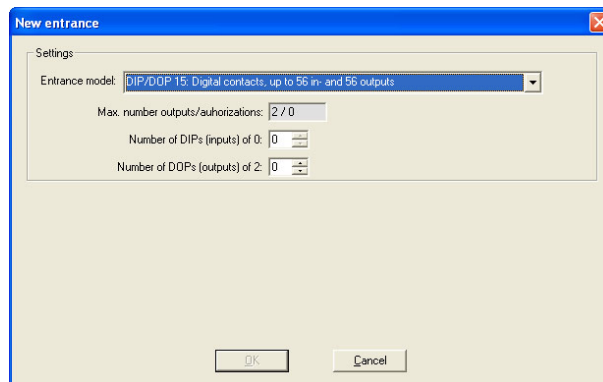 New entrance
Settings
Entrance model: DIP/DOP 15: Digital contacts, up to 56 in- and 56 outputs
Max. number outputs/auhorizations: 2 / 0
Number of DIPs (inputs) of 0: 0
Number of DOPs (outputs) of 2: 0
OK Cancel